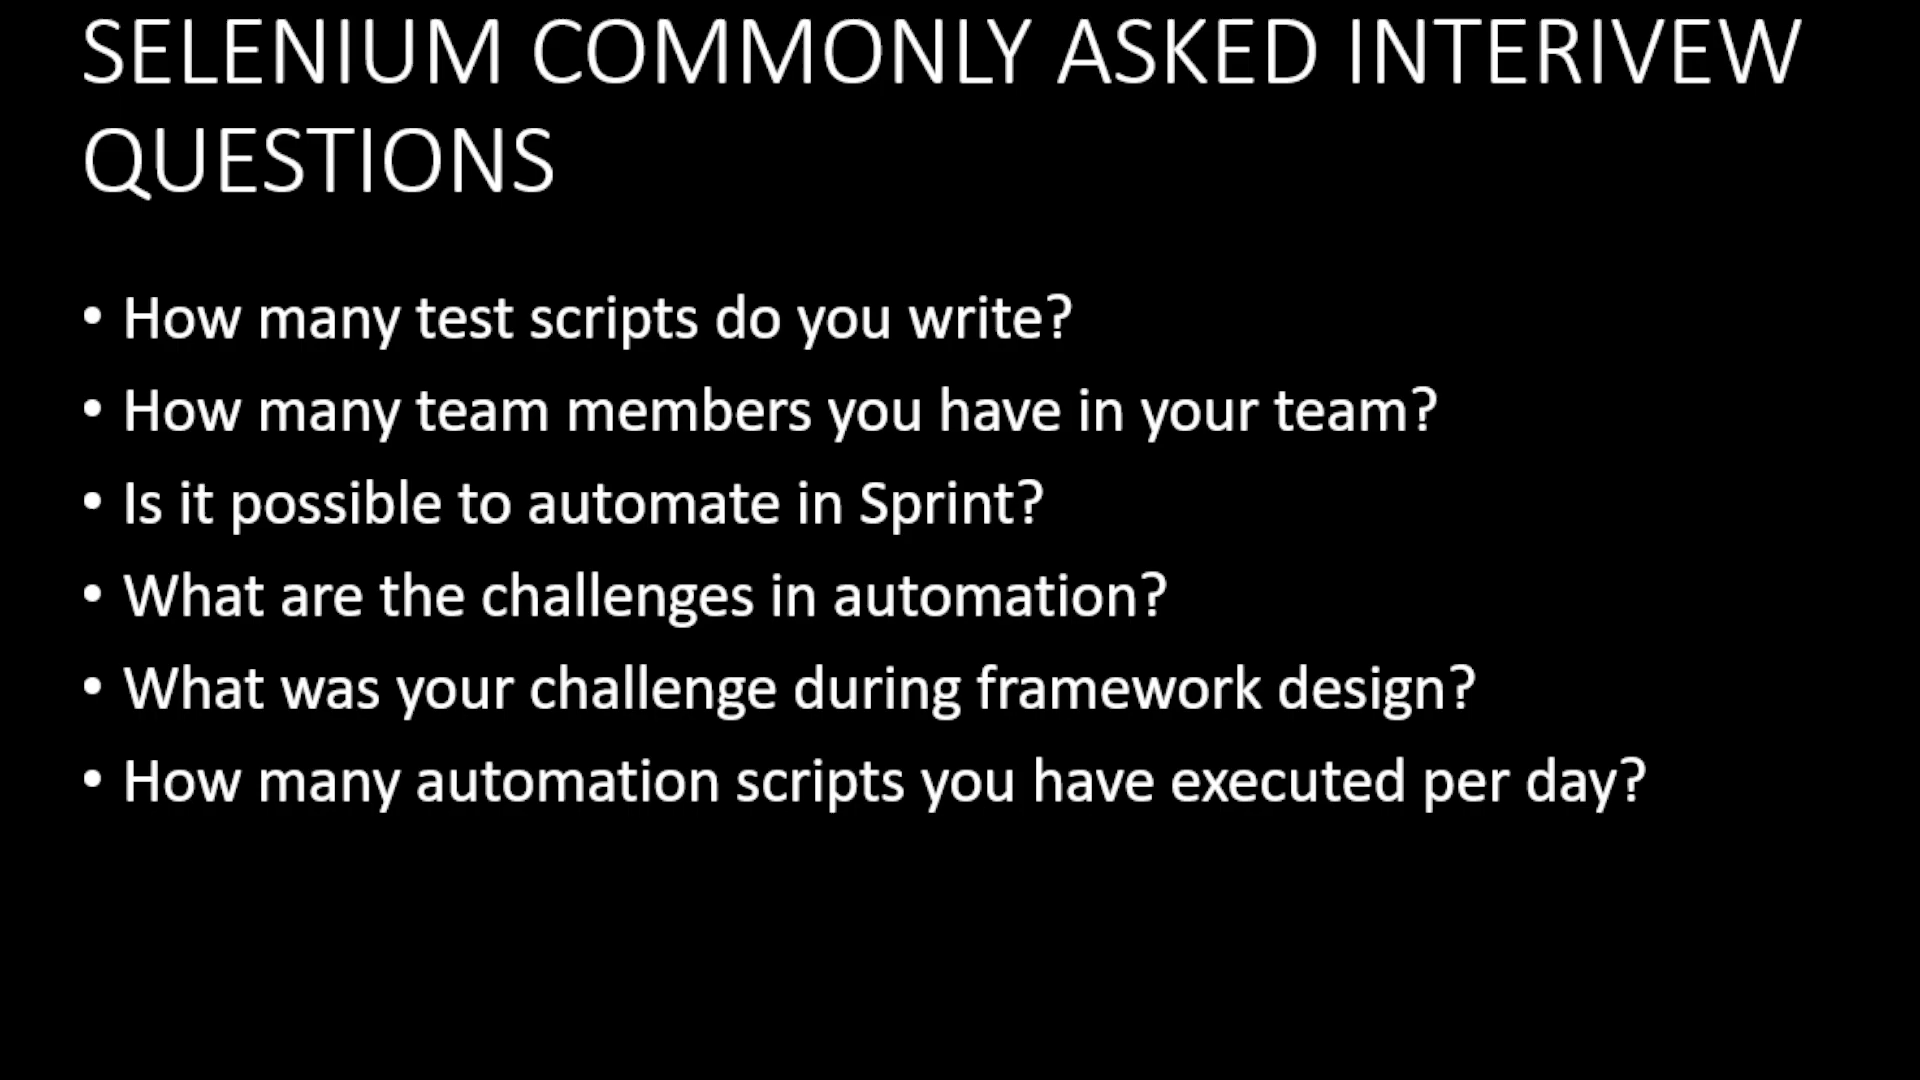 SELENIUM COMMONLY ASKED INTERIVEW
QUESTIONS
• How many test scripts do you write?
• How many team members you have in your team?
• Is it possible to automate in Sprint?
• What are the challenges in automation?
• What was your challenge during framework design?
• How many automation scripts you have executed per day?